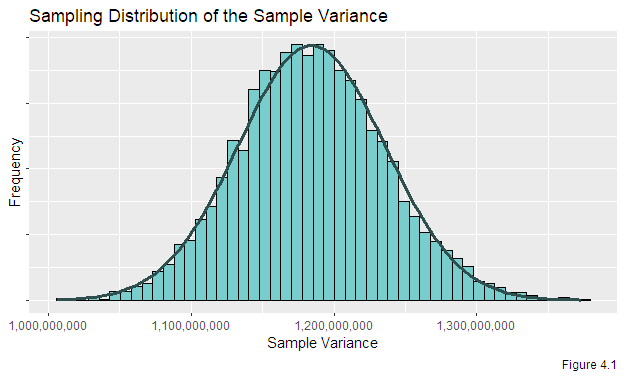 Sampling Distribution of the Sample Variance
Frequency
1,000,000,000 1,100,000,000 1,200,000,000 1,300,000,000
Sample Variance
Figure 4.1